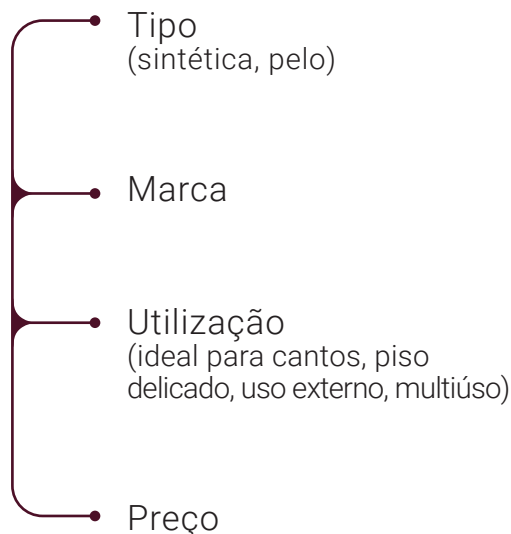 Tipo
(sintética, pelo)
Marca
Utilização
(ideal para cantos, piso
delicado, uso externo, multiúso)
Preço